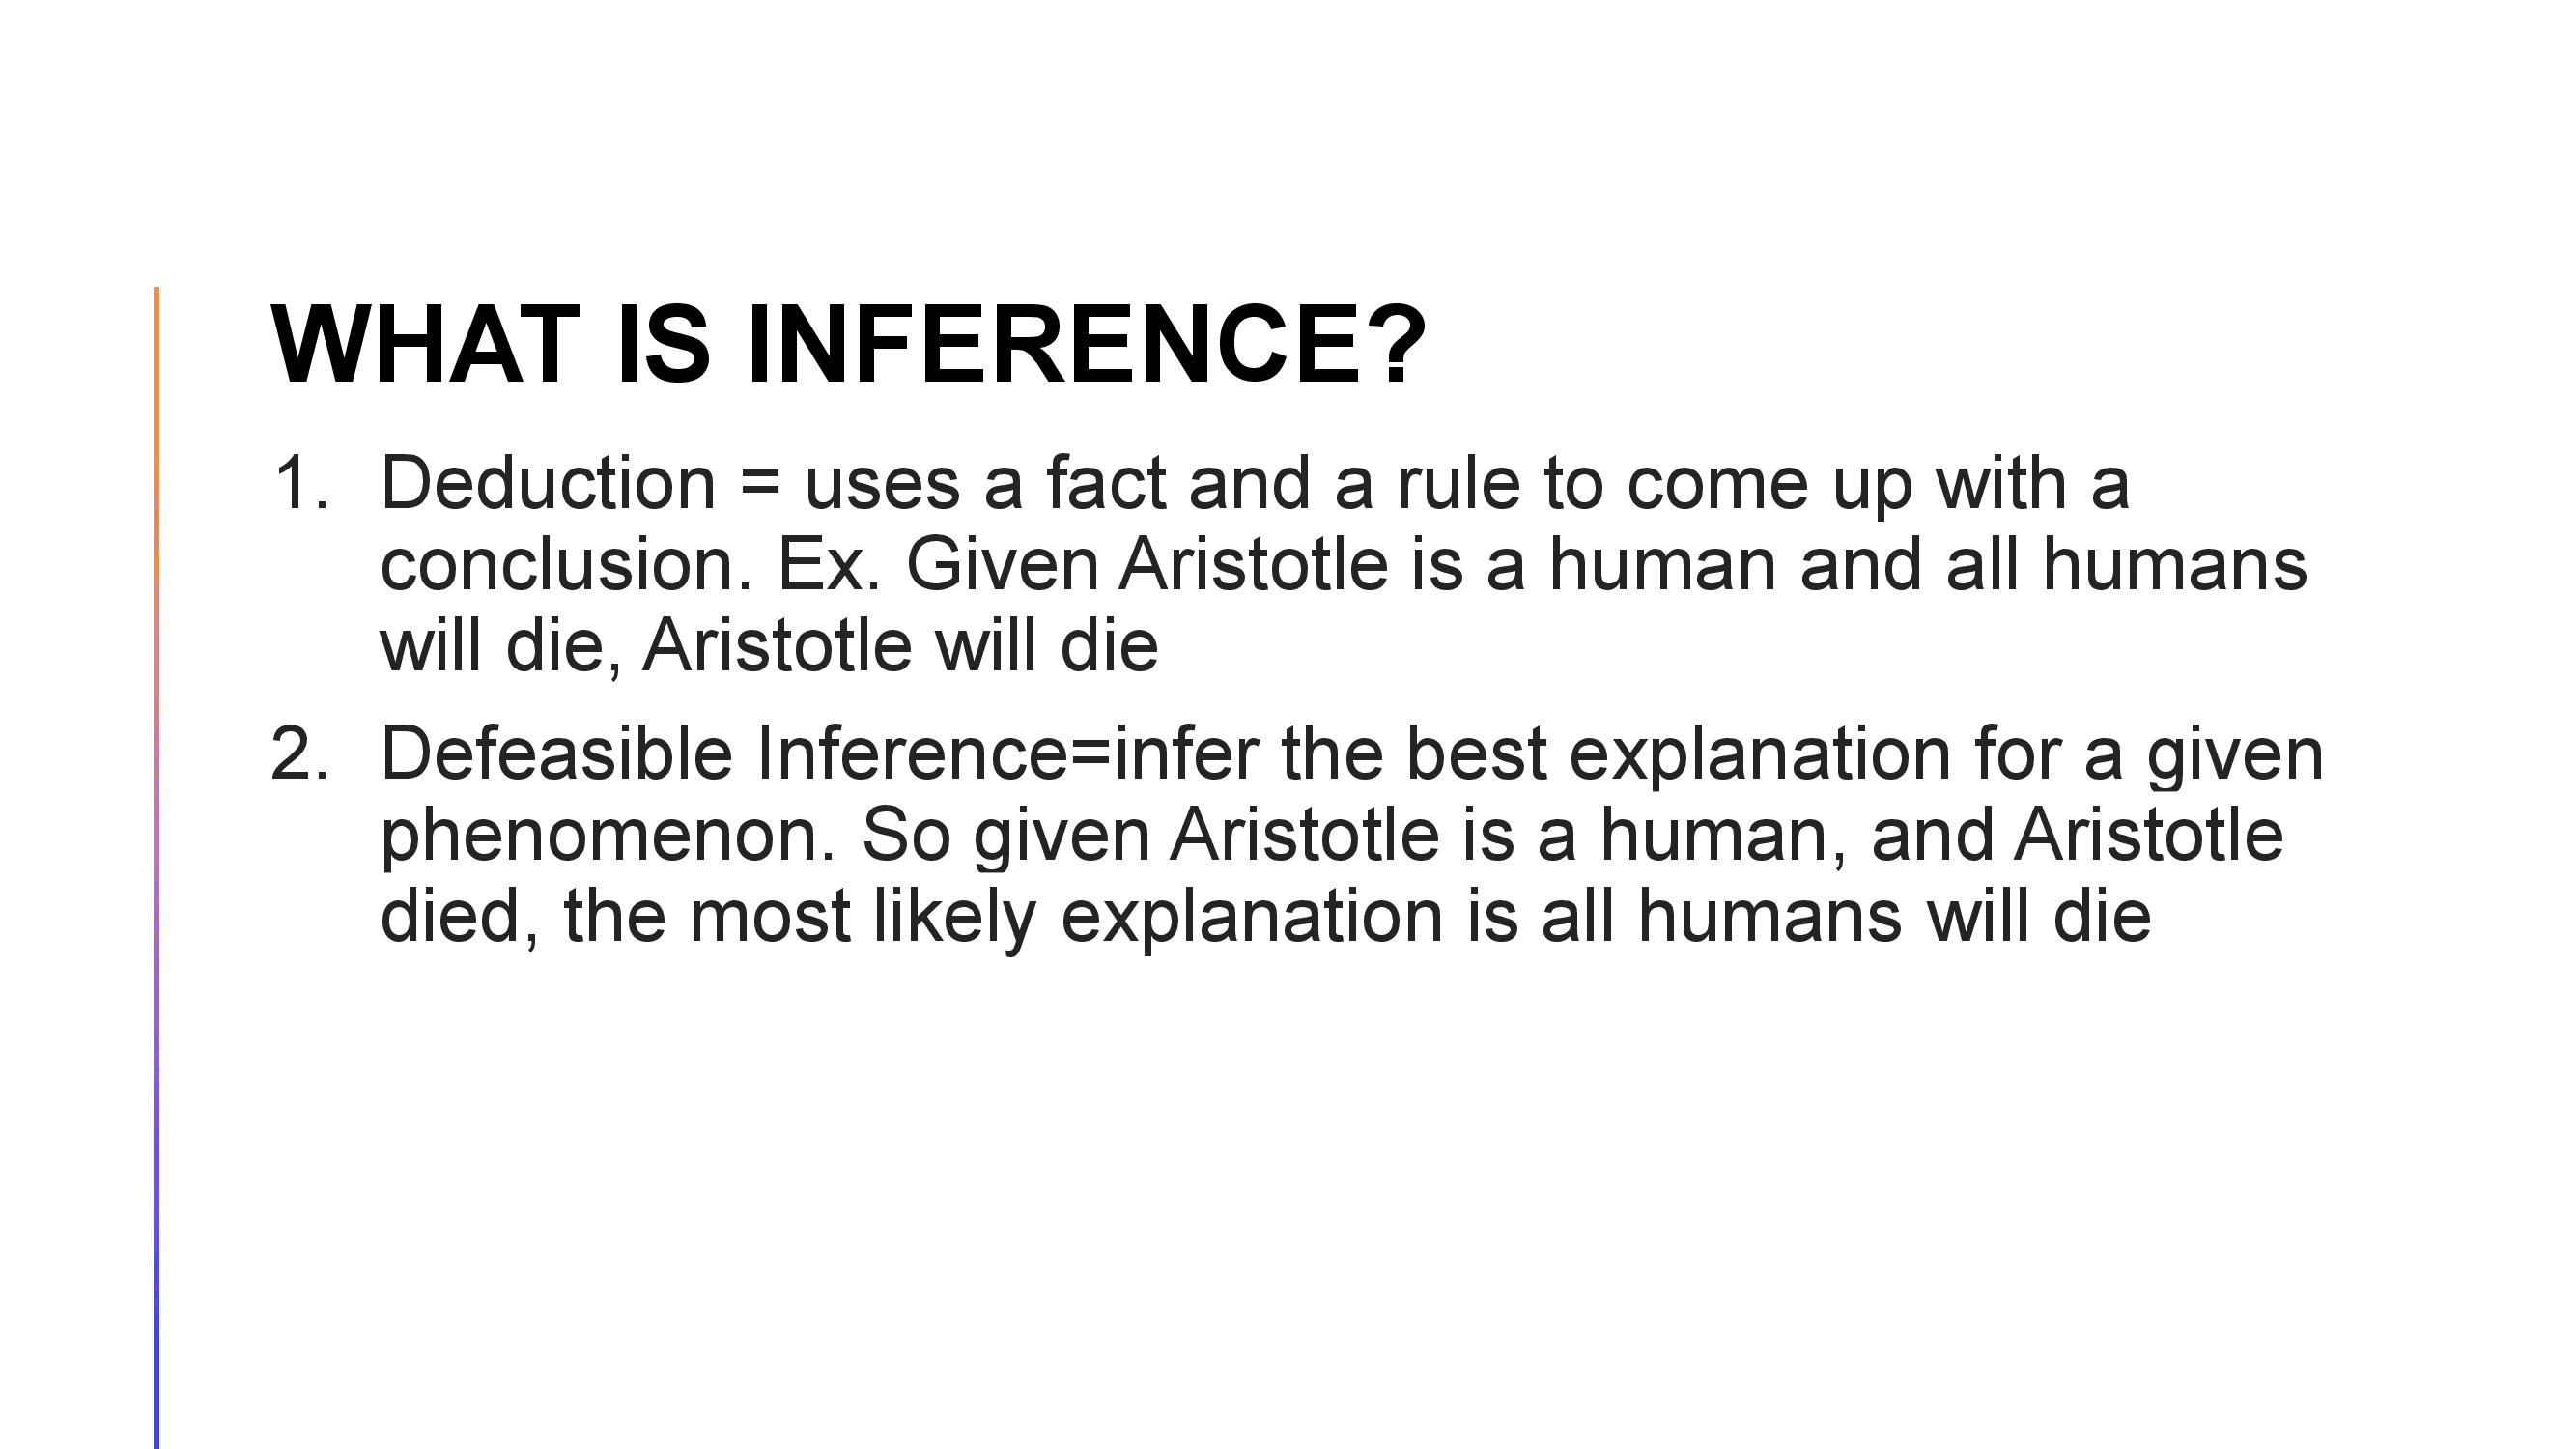 WHAT IS INFERENCE?
1. Deduction = uses a fact and a rule to come up with a
conclusion. Ex. Given Aristotle is a human and all humans
will die, Aristotle will die
2. Defeasible Inference=infer the best explanation for a given
phenomenon. So given Aristotle is a human, and Aristotle
died, the most likely explanation is all humans will die